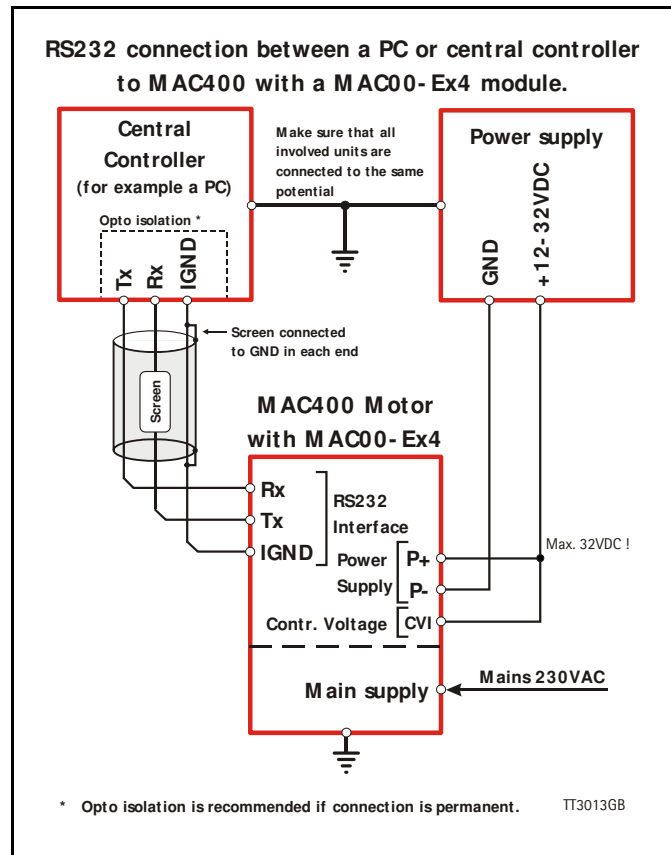 RS232 connection between a PC or central controller
to MAC400 with a MAC00-Ex4 module.
Central
Controller
(for example a PC)
Opto isolation *
Tx
Rx
IGND
Make sure that all
involved units are
connected to the same
potential
Power supply
GND
+12-32VDC
Screen connected
to GND in each end
Screen
MAC400 Motor
with MAC00-Ex4
Rx
Tx
IGND
RS232
Interface
Power
Supply
P+
P-
Contr. Voltage
CVI
Max. 32VDC !
Main supply
Mains 230VAC
* Opto isolation is recommended if connection is permanent.
TT3013GB